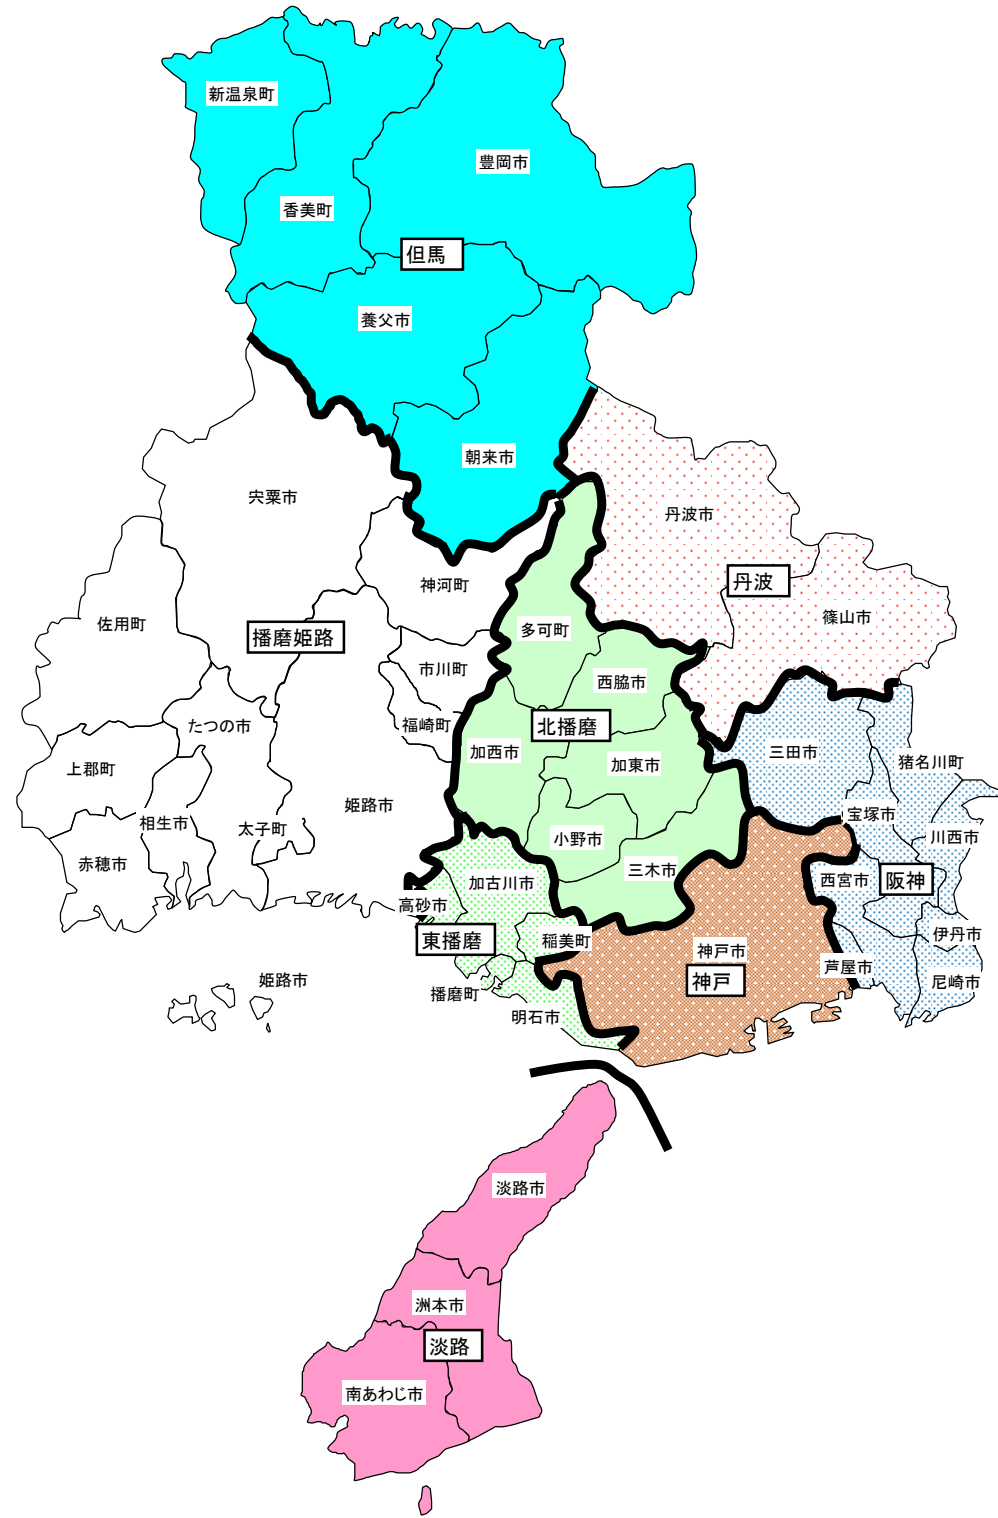 新温泉町
豊岡市
香美町
但馬
養父市
朝来市
宍粟市
丹波市
神河町
丹波
佐用町
篠山市
多可町
播磨姫路
市川町
西脇市
たつの市
福崎町
北播磨
加西市
三田市
猪名川町
上郡町
加東市
姫路市
宝塚市
相生市
太子町
小野市
川西市
赤穂市
三木市
西宮市
阪神
加古川市
高砂市
東播磨
稲美町
伊丹市
神戸市
芦屋市
姫路市
神戸
尼崎市
播磨町
明石市
淡路市
洲本市
淡路
南あわじ市